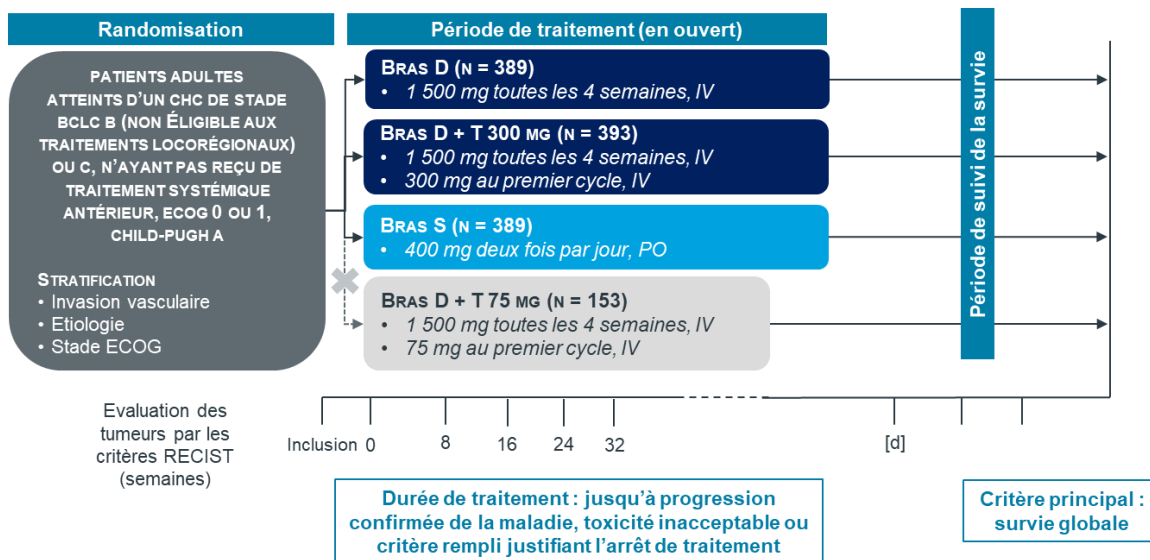 Randomisation
Période de traitement (en ouvert)
PATIENTS ADULTES
ATTEINTS D'UN CHC DE STADE
BCLC B (NON ÉLIGIBLE AUX
TRAITEMENTS LOCORÉGIONAUX)
OU C, N'AYANT PAS REÇU DE
TRAITEMENT SYSTÉMIQUE
ANTÉRIEUR, ECOG 0 OU 1,
CHILD-PUGH A
STRATIFICATION
• Invasion vasculaire
• Etiologie
• Stade ECOG
BRAS D (N = 389)
• 1 500 mg toutes les 4 semaines, IV
BRAS D + T 300 MG (N = 393)
• 1 500 mg toutes les 4 semaines, IV
• 300 mg au premier cycle, IV
BRAS S (N = 389)
• 400 mg deux fois par jour, PO
BRAS D + T 75 MG (N = 153)
• 1 500 mg toutes les 4 semaines, IV
• 75 mg au premier cycle, IV
Période de suivi de la survie
Evaluation des
tumeurs par les
critères RECIST
(semaines)
Inclusion 0 8 16 24 32 [d]
Durée de traitement : jusqu'à progression
confirmée de la maladie, toxicité inacceptable ou
critère rempli justifiant l'arrêt de traitement
Critère principal :
survie globale